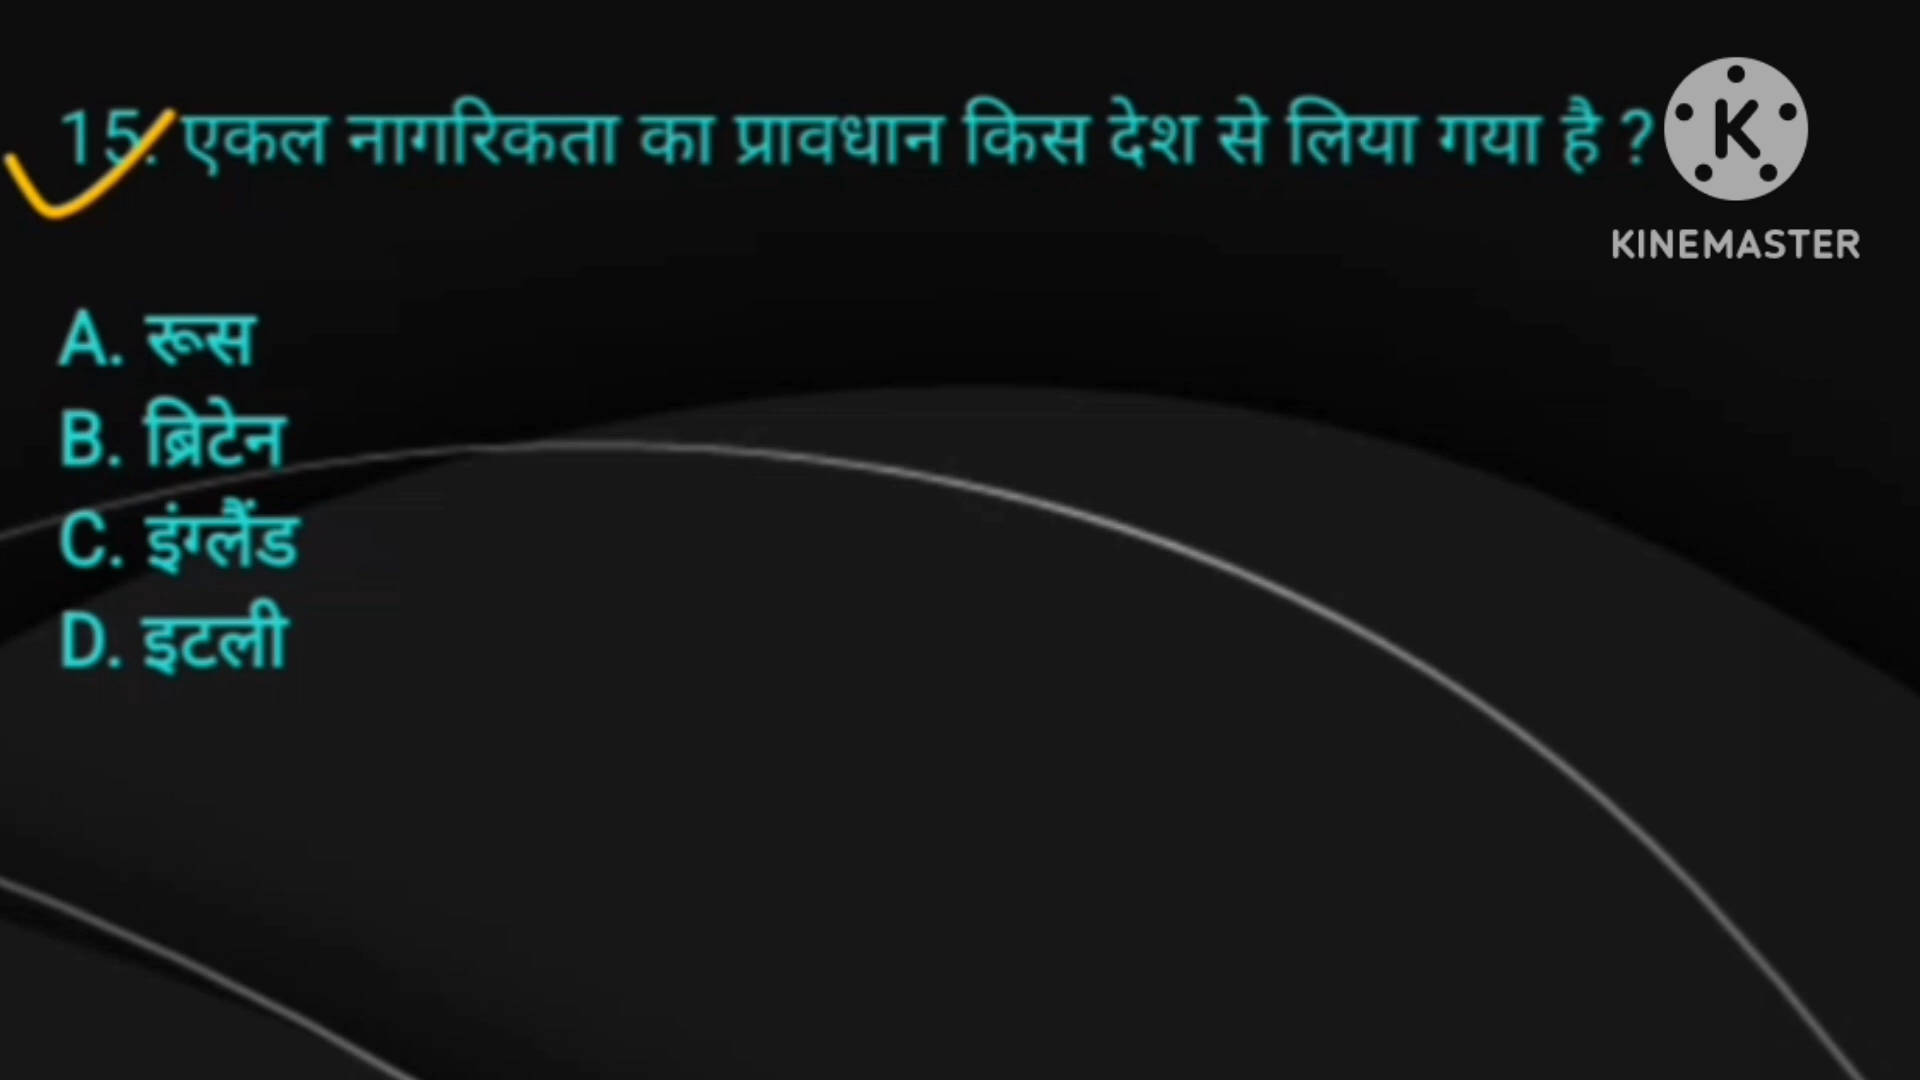 15. एकल नागरिकता का प्रावधान किस देश से लिया गया है ?
K
KINEMASTER
A. रूस
B. ब्रिटेन
C. इंग्लैंड
D. इटली